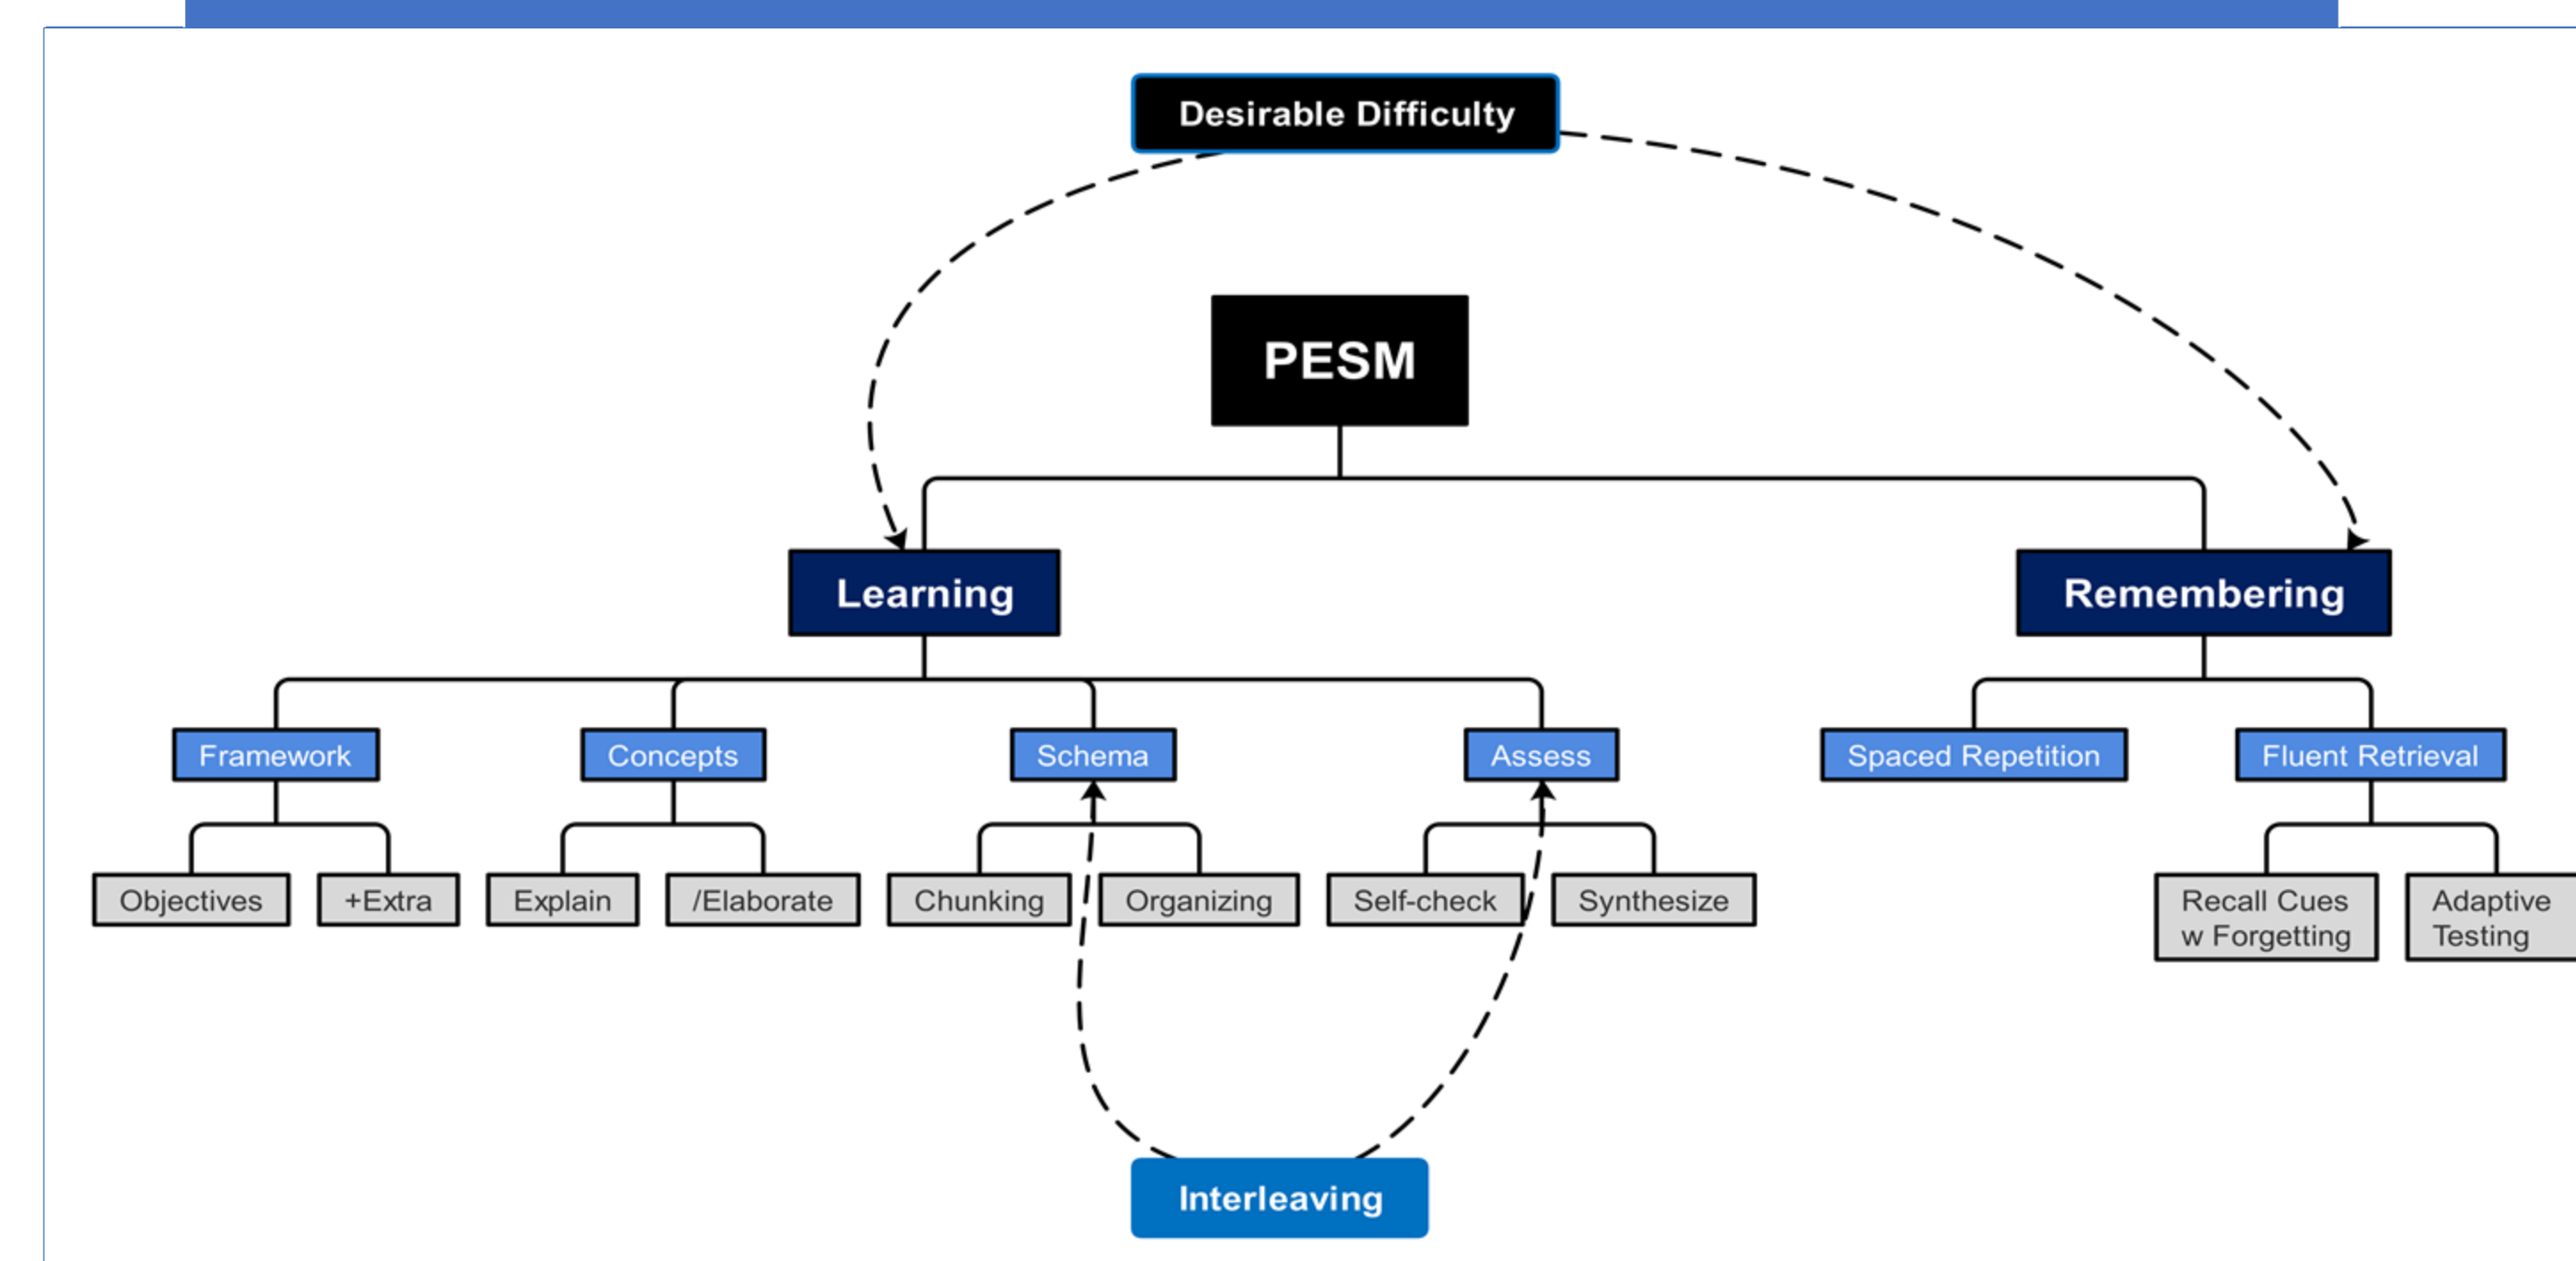 Desirable Difficulty
PESM
Learning
Remembering
Framework
Concepts
Schema
Assess
Spaced Repetition
Fluent Retrieval
Objectives
+Extra
Explain
/Elaborate
Chunking
Organizing
Self-check
Synthesize
Recall Cues
w Forgetting
Adaptive
Testing
Interleaving